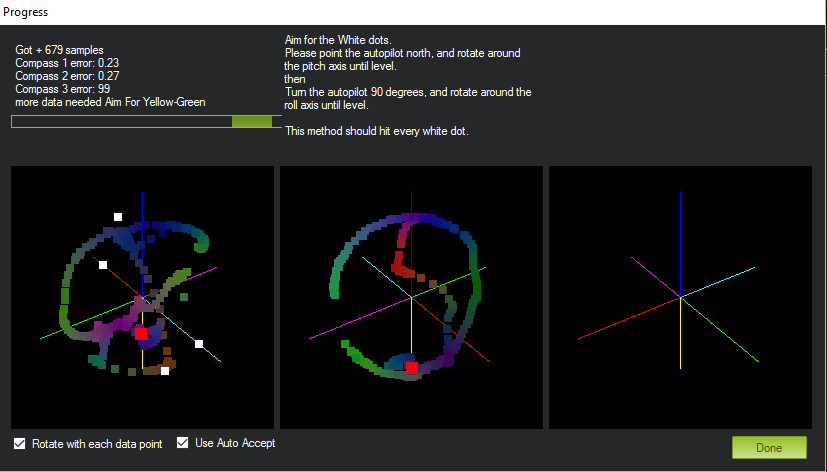 Progress
Got + 679 samples
Compass 1 error: 0.23
Compass 2 error: 0.27
Compass 3 error: 99
more data needed Aim For Yellow-Green
Aim for the White dots.
Please point the autopilot north, and rotate around
the pitch axis until level.
then
Turn the autopilot 90 degrees, and rotate around the
roll axis until level.
This method should hit every white dot.
Rotate with each data point
Use Auto Accept
Done